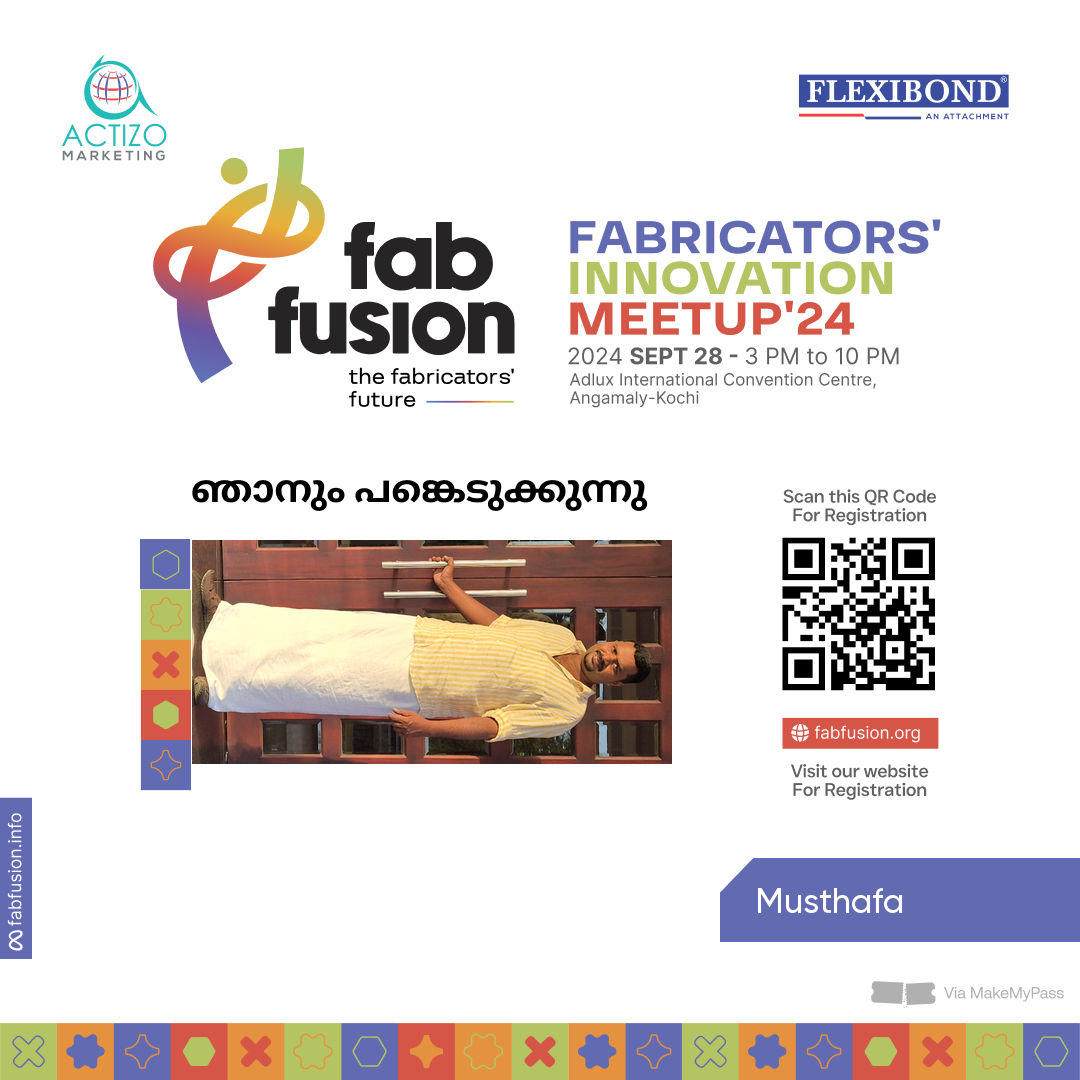 ACTIZO
MARKETING
FLEXIBOND®
AN ATTACHMENT
fab
fusion
the fabricators'
future
FABRICATORS'
INNOVATION
MEETUP'24
2024 SEPT 28 - 3 PM to 10 PM
Adlux International Convention Centre,
Angamaly-Kochi
ഞാനും പങ്കെടുക്കുന്നു
Scan this QR Code
For Registration
fabfusion.org
Visit our website
For Registration
fabfusion.info
Musthafa
Via MakeMyPass